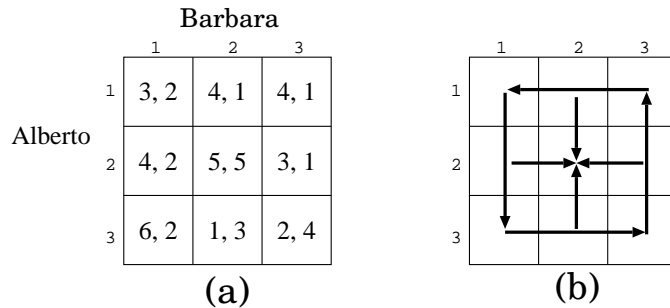 Barbara
1 2 3
1 2 3
1 3, 2 4, 1 4, 1
1
Alberto
2 4, 2 5, 5 3, 1
2
3 6, 2 1, 3 2, 4
3
(a) (b)